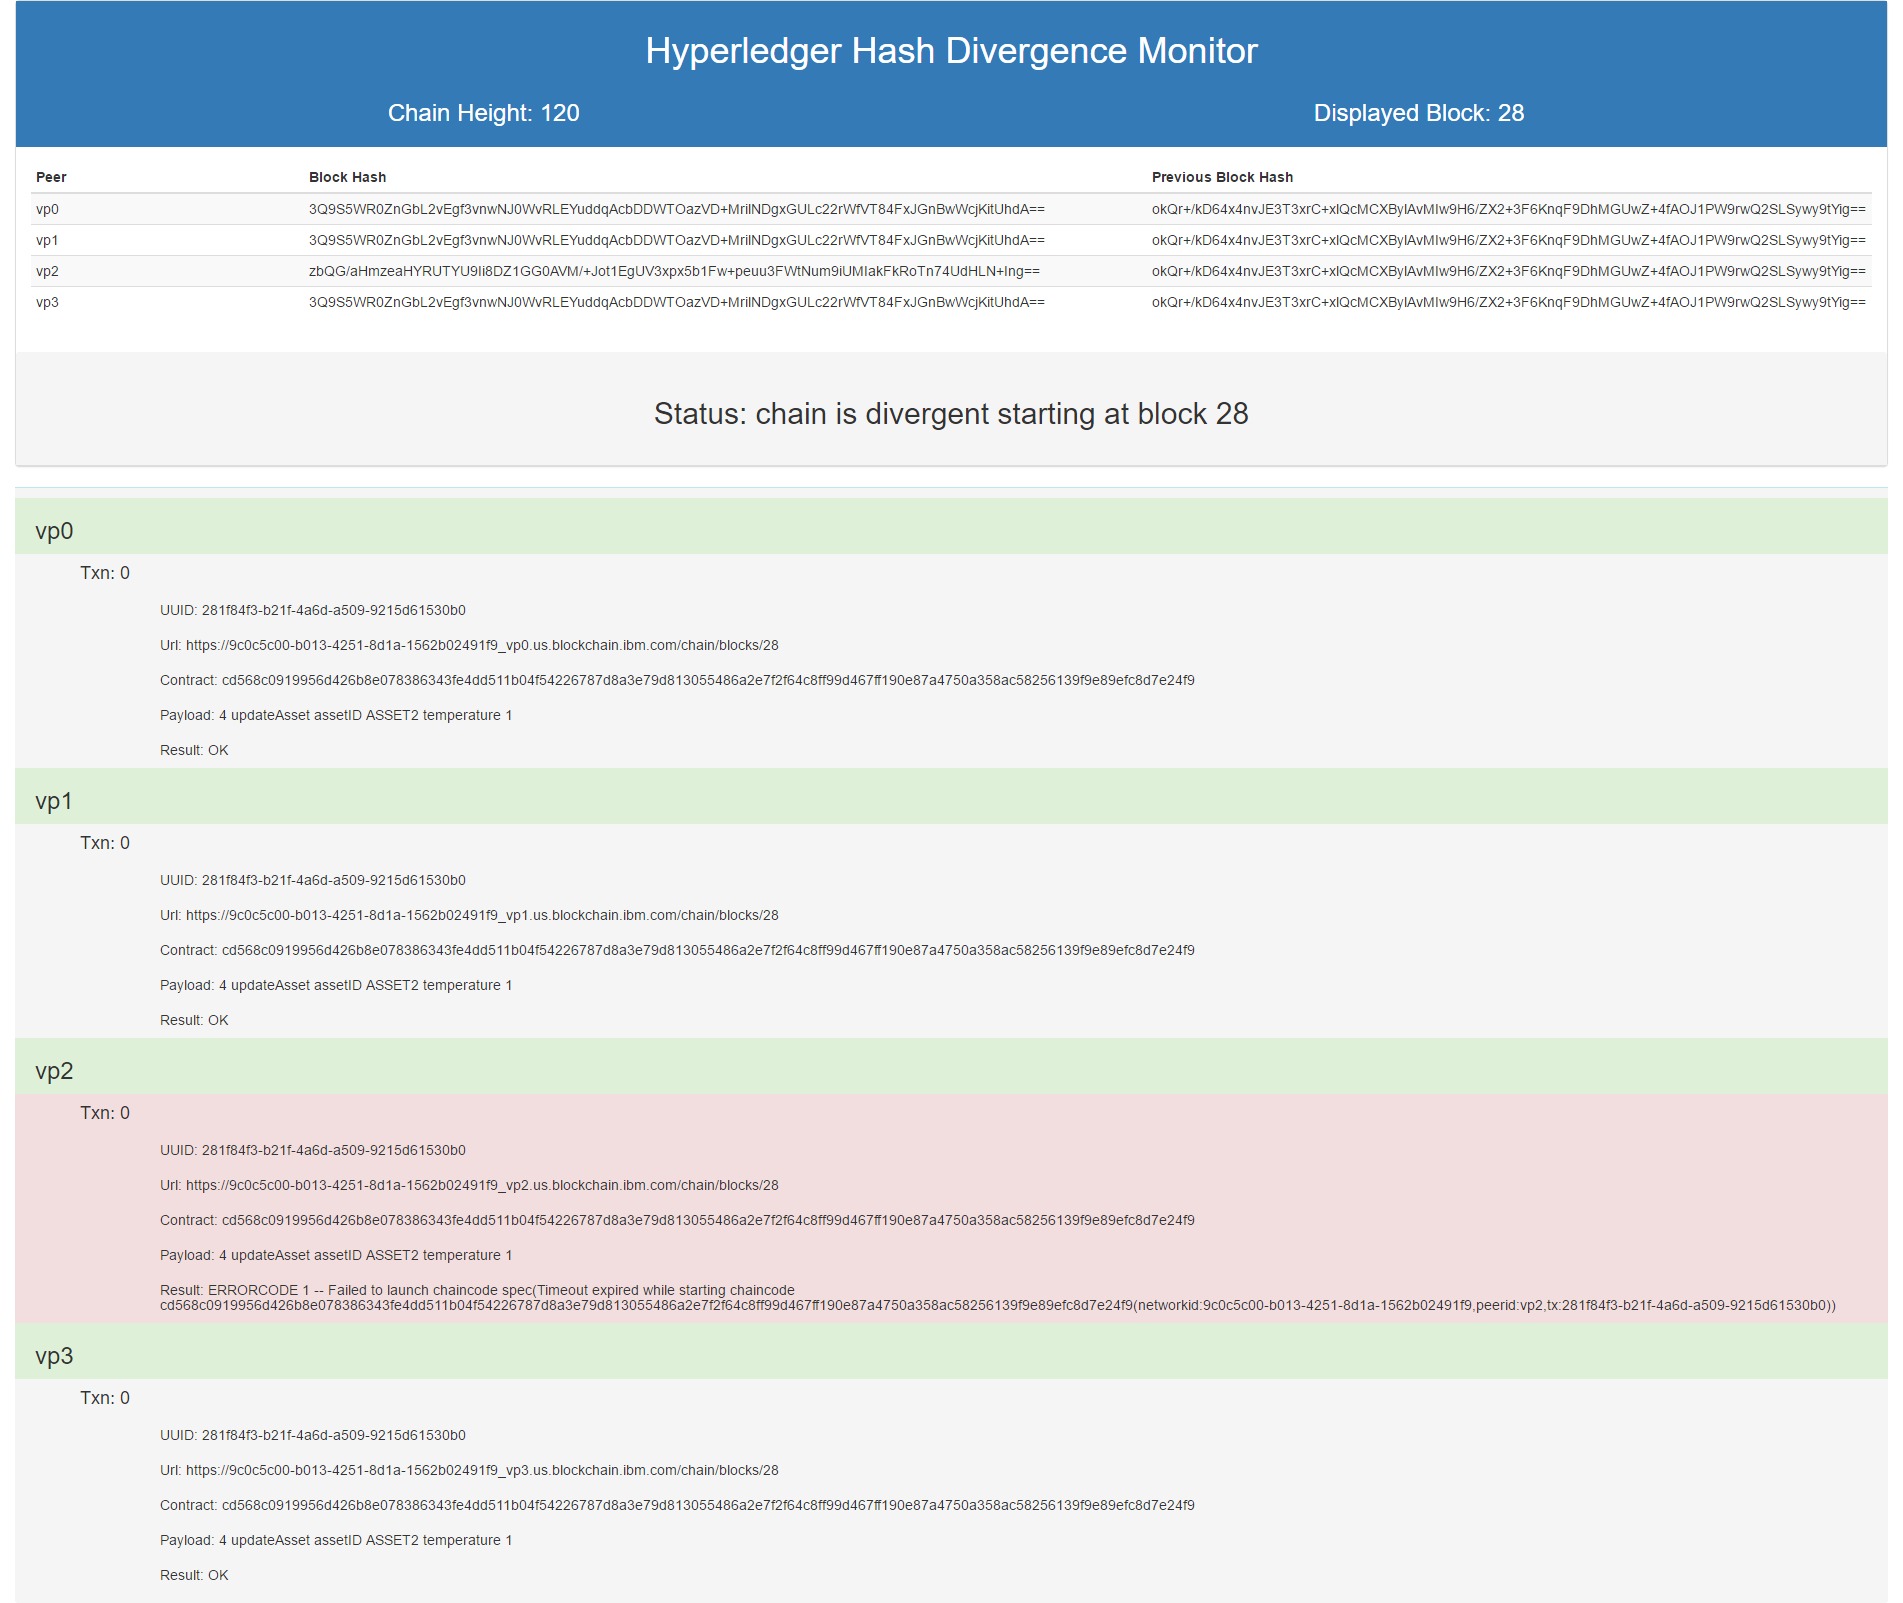 Hyperledger Hash Divergence Monitor
Chain Height: 120 Displayed Block: 28
Peer Block Hash Previous Block Hash
vp0 3Q9S5WR0ZnGbL2vEgf3vnwNJ0WvRLEYuddqAcbDDWTOazVD+MrilNDgxGULc22rWfVT84FxJGnBwWcjKitUhdA== okQr+/kD64x4nvJE3T3xrC+xIQcMCXByIAvMIw9H6/ZX2+3F6KnqF9DhMGUwZ+4fAOJ1PW9rwQ2SLSywy9tYig==
vp1 3Q9S5WR0ZnGbL2vEgf3vnwNJ0WvRLEYuddqAcbDDWTOazVD+MrilNDgxGULc22rWfVT84FxJGnBwWcjKitUhdA== okQr+/kD64x4nvJE3T3xrC+xIQcMCXByIAvMIw9H6/ZX2+3F6KnqF9DhMGUwZ+4fAOJ1PW9rwQ2SLSywy9tYig==
vp2 zbQG/aHmzeaHYRUTYU9Ii8DZ1GG0AVM/+Jot1EgUV3xpx5b1Fw+peuu3FWtNum9iUMIakFkRoTn74UdHLN+Ing== okQr+/kD64x4nvJE3T3xrC+xIQcMCXByIAvMIw9H6/ZX2+3F6KnqF9DhMGUwZ+4fAOJ1PW9rwQ2SLSywy9tYig==
vp3 3Q9S5WR0ZnGbL2vEgf3vnwNJ0WvRLEYuddqAcbDDWTOazVD+MrilNDgxGULc22rWfVT84FxJGnBwWcjKitUhdA== okQr+/kD64x4nvJE3T3xrC+xIQcMCXByIAvMIw9H6/ZX2+3F6KnqF9DhMGUwZ+4fAOJ1PW9rwQ2SLSywy9tYig==
Status: chain is divergent starting at block 28
vp0
Txn: 0
UUID: 281f84f3-b21f-4a6d-a509-9215d61530b0
Url: https://9c0c5c00-b013-4251-8d1a-1562b02491f9_vp0.us.blockchain.ibm.com/chain/blocks/28
Contract: cd568c0919956d426b8e078386343fe4dd511b04f54226787d8a3e79d813055486a2e7f2f64c8ff99d467ff190e87a4750a358ac58256139f9e89efc8d7e24f9
Payload: 4 updateAsset assetID ASSET2 temperature 1
Result: OK
vp1
Txn: 0
UUID: 281f84f3-b21f-4a6d-a509-9215d61530b0
Url: https://9c0c5c00-b013-4251-8d1a-1562b02491f9_vp1.us.blockchain.ibm.com/chain/blocks/28
Contract: cd568c0919956d426b8e078386343fe4dd511b04f54226787d8a3e79d813055486a2e7f2f64c8ff99d467ff190e87a4750a358ac58256139f9e89efc8d7e24f9
Payload: 4 updateAsset assetID ASSET2 temperature 1
Result: OK
vp2
Txn: 0
UUID: 281f84f3-b21f-4a6d-a509-9215d61530b0
Url: https://9c0c5c00-b013-4251-8d1a-1562b02491f9_vp2.us.blockchain.ibm.com/chain/blocks/28
Contract: cd568c0919956d426b8e078386343fe4dd511b04f54226787d8a3e79d813055486a2e7f2f64c8ff99d467ff190e87a4750a358ac58256139f9e89efc8d7e24f9
Payload: 4 updateAsset assetID ASSET2 temperature 1
Result: ERRORCODE 1 -- Failed to launch chaincode spec(Timeout expired while starting chaincode
cd568c0919956d426b8e078386343fe4dd511b04f54226787d8a3e79d813055486a2e7f2f64c8ff99d467ff190e87a4750a358ac58256139f9e89efc8d7e24f9(networkid:9c0c5c00-b013-4251-8d1a-1562b02491f9,peerid:vp2,tx:281f84f3-b21f-4a6d-a509-9215d61530b0))
vp3
Txn: 0
UUID: 281f84f3-b21f-4a6d-a509-9215d61530b0
Url: https://9c0c5c00-b013-4251-8d1a-1562b02491f9_vp3.us.blockchain.ibm.com/chain/blocks/28
Contract: cd568c0919956d426b8e078386343fe4dd511b04f54226787d8a3e79d813055486a2e7f2f64c8ff99d467ff190e87a4750a358ac58256139f9e89efc8d7e24f9
Payload: 4 updateAsset assetID ASSET2 temperature 1
Result: OK